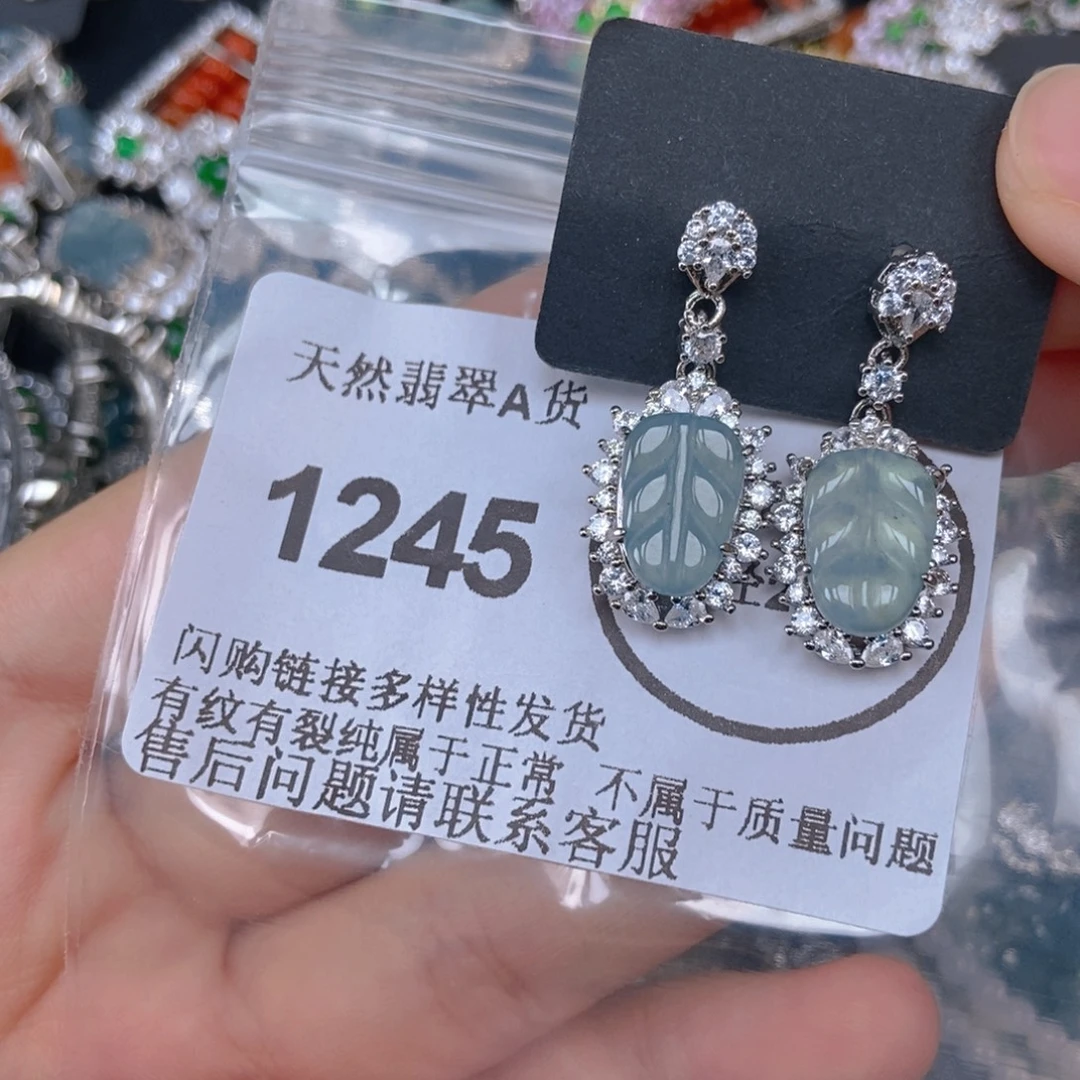 天然翡翠A货
1245
闪购链接多样性发货
有纹有裂纯属于正常 不属于质量问题
售后问题请联系客服